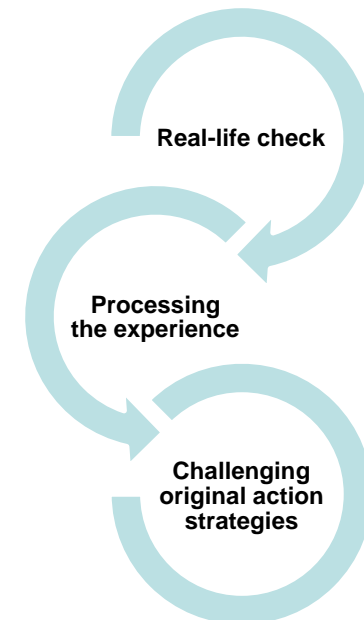 Real-life check
Processing
the experience
Challenging
original action
strategies